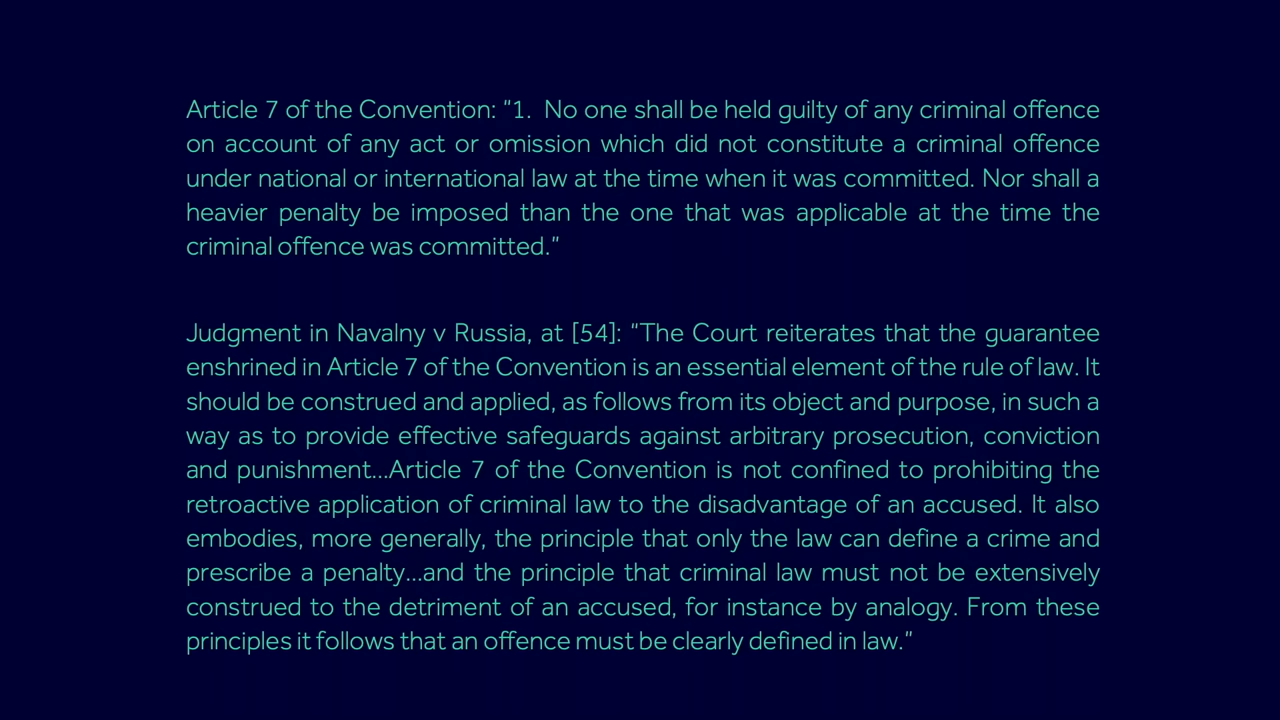 Article 7 of the Convention: “1.  No one shall be held guilty of any criminal offence
on account of any act or omission which did not constitute a criminal offence
under national or international law at the time when it was committed. Nor shall a
heavier penalty be imposed than the one that was applicable at the time the
criminal offence was committed.”
Judgment in Navalny v Russia, at [54]: “The Court reiterates that the guarantee
enshrined in Article 7 of the Convention is an essential element of the rule of law. It
should be construed and applied, as follows from its object and purpose, in such a
way as to provide effective safeguards against arbitrary prosecution, conviction
and punishment...Article 7 of the Convention is not confined to prohibiting the
retroactive application of criminal law to the disadvantage of an accused. It also
embodies, more generally, the principle that only the law can define a crime and
prescribe a penalty...and the principle that criminal law must not be extensively
construed to the detriment of an accused, for instance by analogy. From these
principles it follows that an offence must be clearly defined in law.”